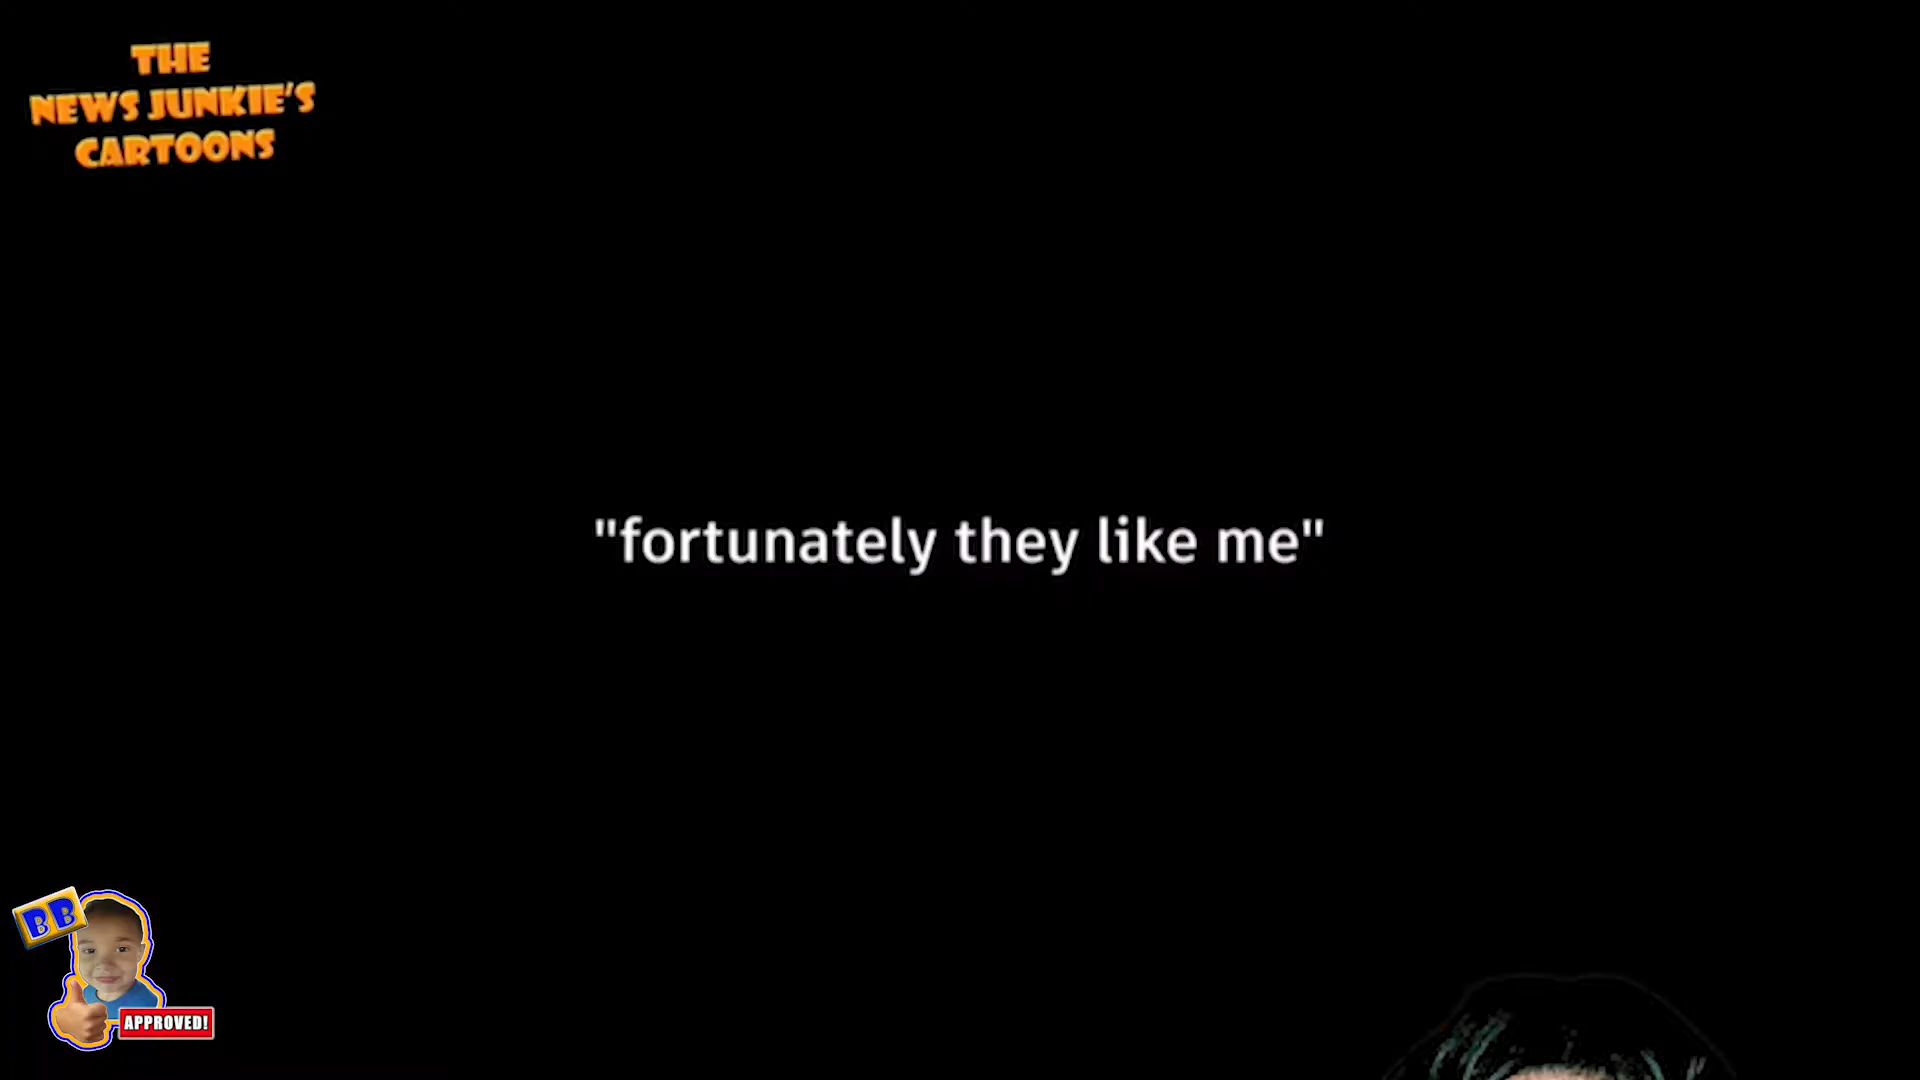 THE
NEWS JUNKIE'S
CARTOONS
"fortunately they like me"
BB
APPROVED!